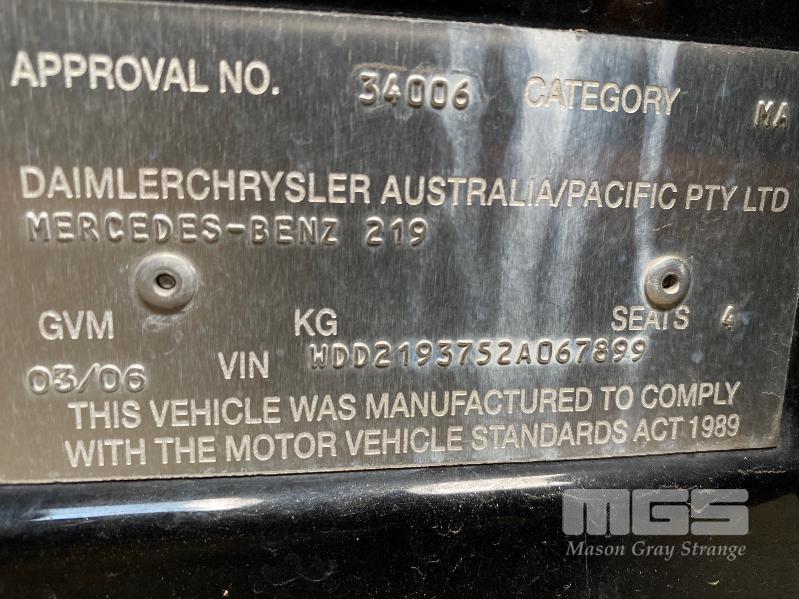 APPROVAL NO. 34006 CATEGORY MA
DAIMLERCHRYSLER AUSTRALIA/PACIFIC PTY LTD
MERCEDES-BENZ 219
GVM KG SEATS 4
03/06 VIN WDD2193752A067899
THIS VEHICLE WAS MANUFACTURED TO COMPLY
WITH THE MOTOR VEHICLE STANDARDS ACT 1989
MGS
Mason Gray Strange